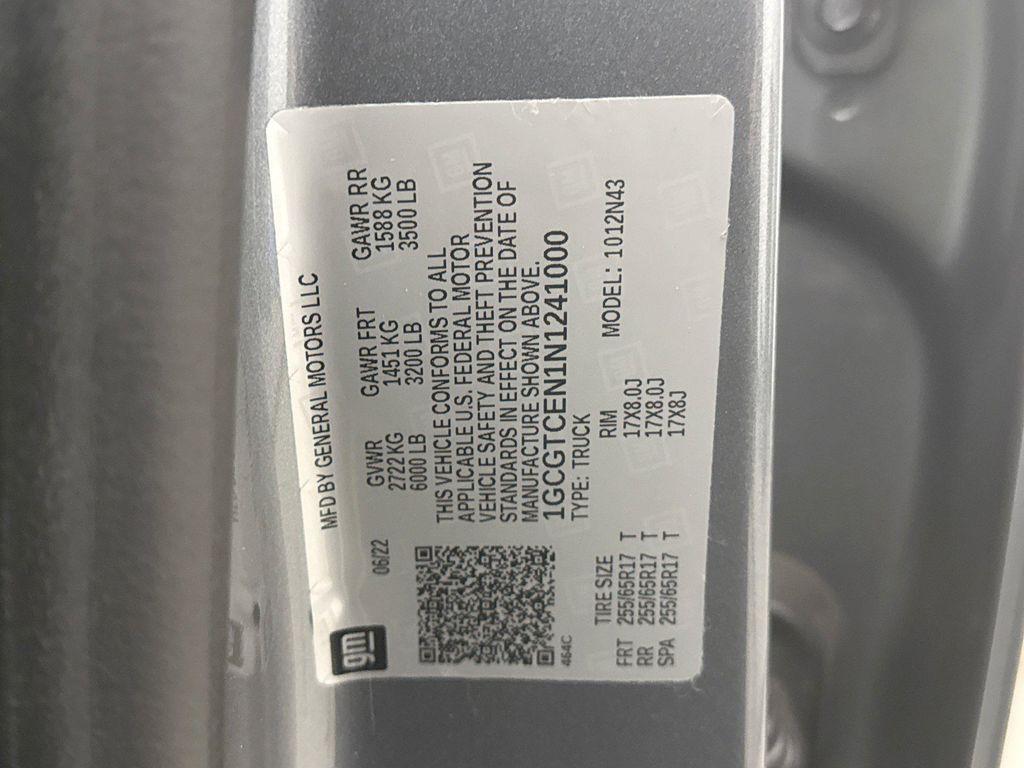 gm
MFD BY GENERAL MOTORS LLC
06/22
GVWR GAWR FRT GAWR RR
2722 KG 1451 KG 1588 KG
6000 LB 3200 LB 3500 LB
THIS VEHICLE CONFORMS TO ALL
APPLICABLE U.S. FEDERAL MOTOR
VEHICLE SAFETY AND THEFT PREVENTION
STANDARDS IN EFFECT ON THE DATE OF
MANUFACTURE SHOWN ABOVE.
1GCGTCEN1N1241000
464C
TYPE: TRUCK
TIRE SIZE RIM MODEL: 1012N43
FRT 255/65R17 T 17X8.0J
RR 255/65R17 T 17X8.0J
SPA 255/65R17 T 17X8J